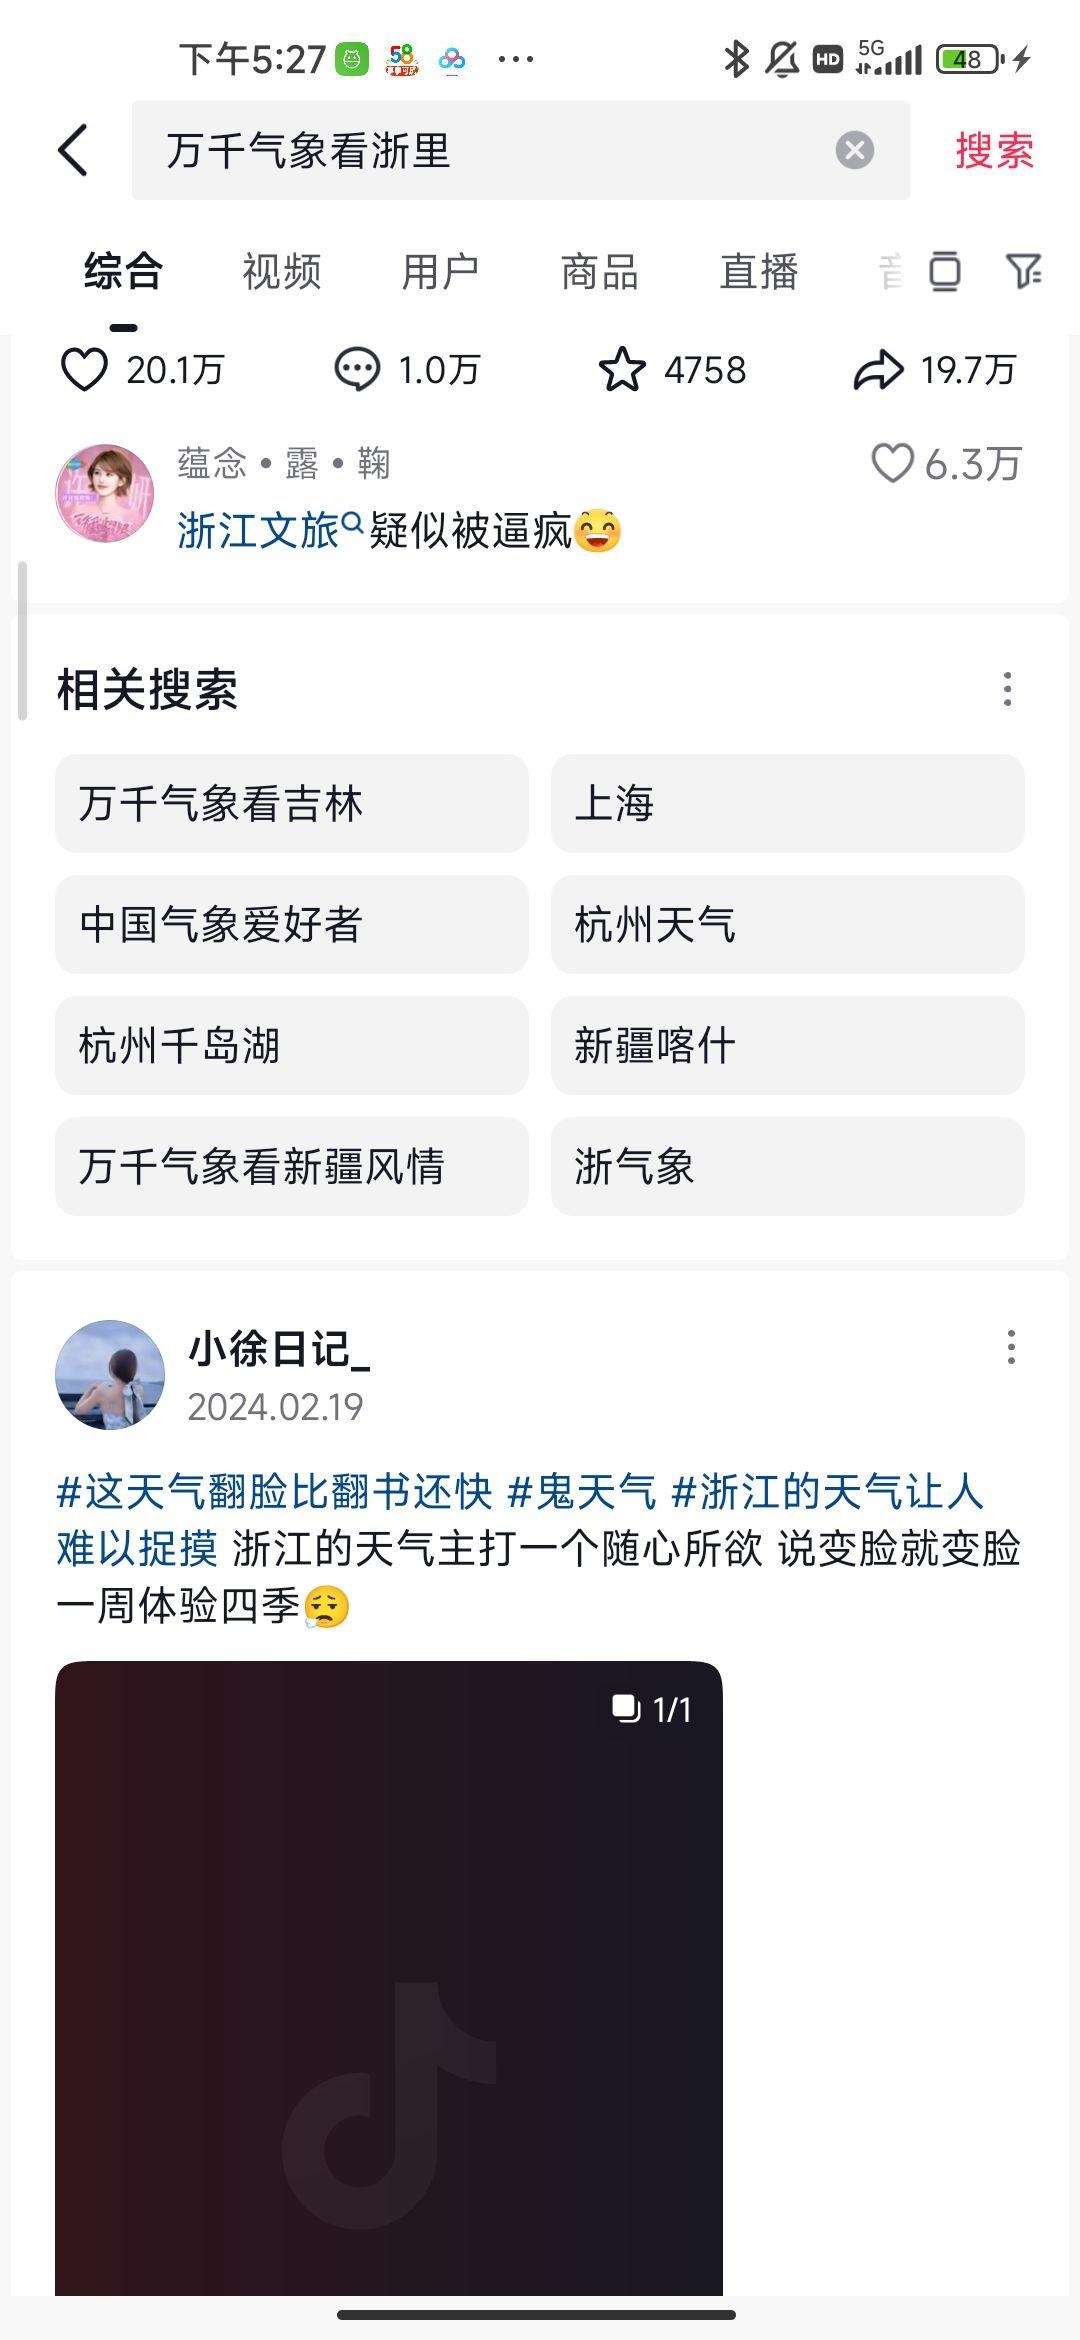 下午5:27
HD 5G 48
万千气象看浙里 搜索
综合 视频 用户 商品 直播
20.1万 1.0万 4758 19.7万
蕴念·露·鞠 6.3万
浙江文旅疑似被逼疯
相关搜索
万千气象看吉林 上海
中国气象爱好者 杭州天气
杭州千岛湖 新疆喀什
万千气象看新疆风情 浙气象
小徐日记_
2024.02.19
#这天气翻脸比翻书还快 #鬼天气 #浙江的天气让人
难以捉摸 浙江的天气主打一个随心所欲 说变脸就变脸
一周体验四季
1/1